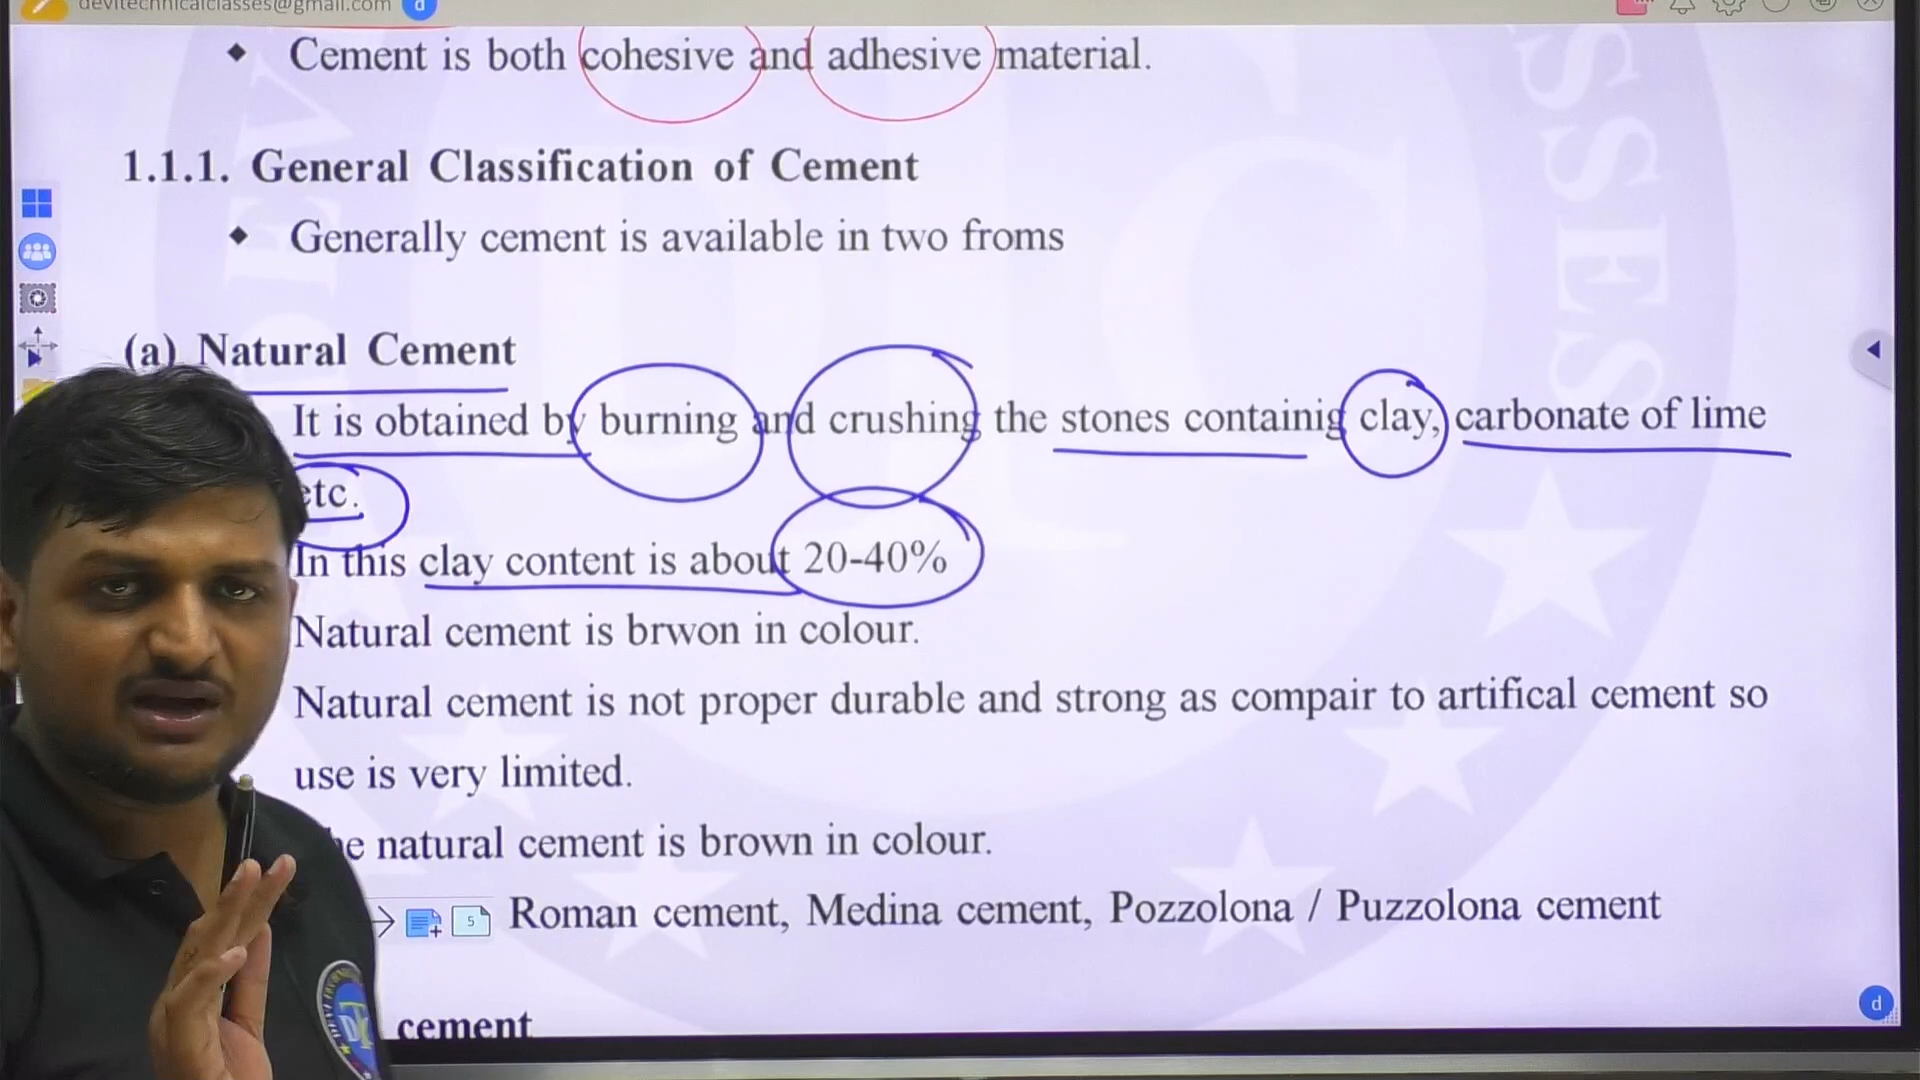 devitechnicalclasses@gmail.com d
◆ Cement is both cohesive and adhesive material.
1.1.1. General Classification of Cement
◆ Generally cement is available in two froms
(a) Natural Cement
It is obtained by burning and crushing the stones containig clay, carbonate of lime
etc.
In this clay content is about 20-40%
Natural cement is brwon in colour.
Natural cement is not proper durable and strong as compair to artifical cement so
use is very limited.
natural cement is brown in colour.
5 Roman cement, Medina cement, Pozzolona / Puzzolona cement
d
cement